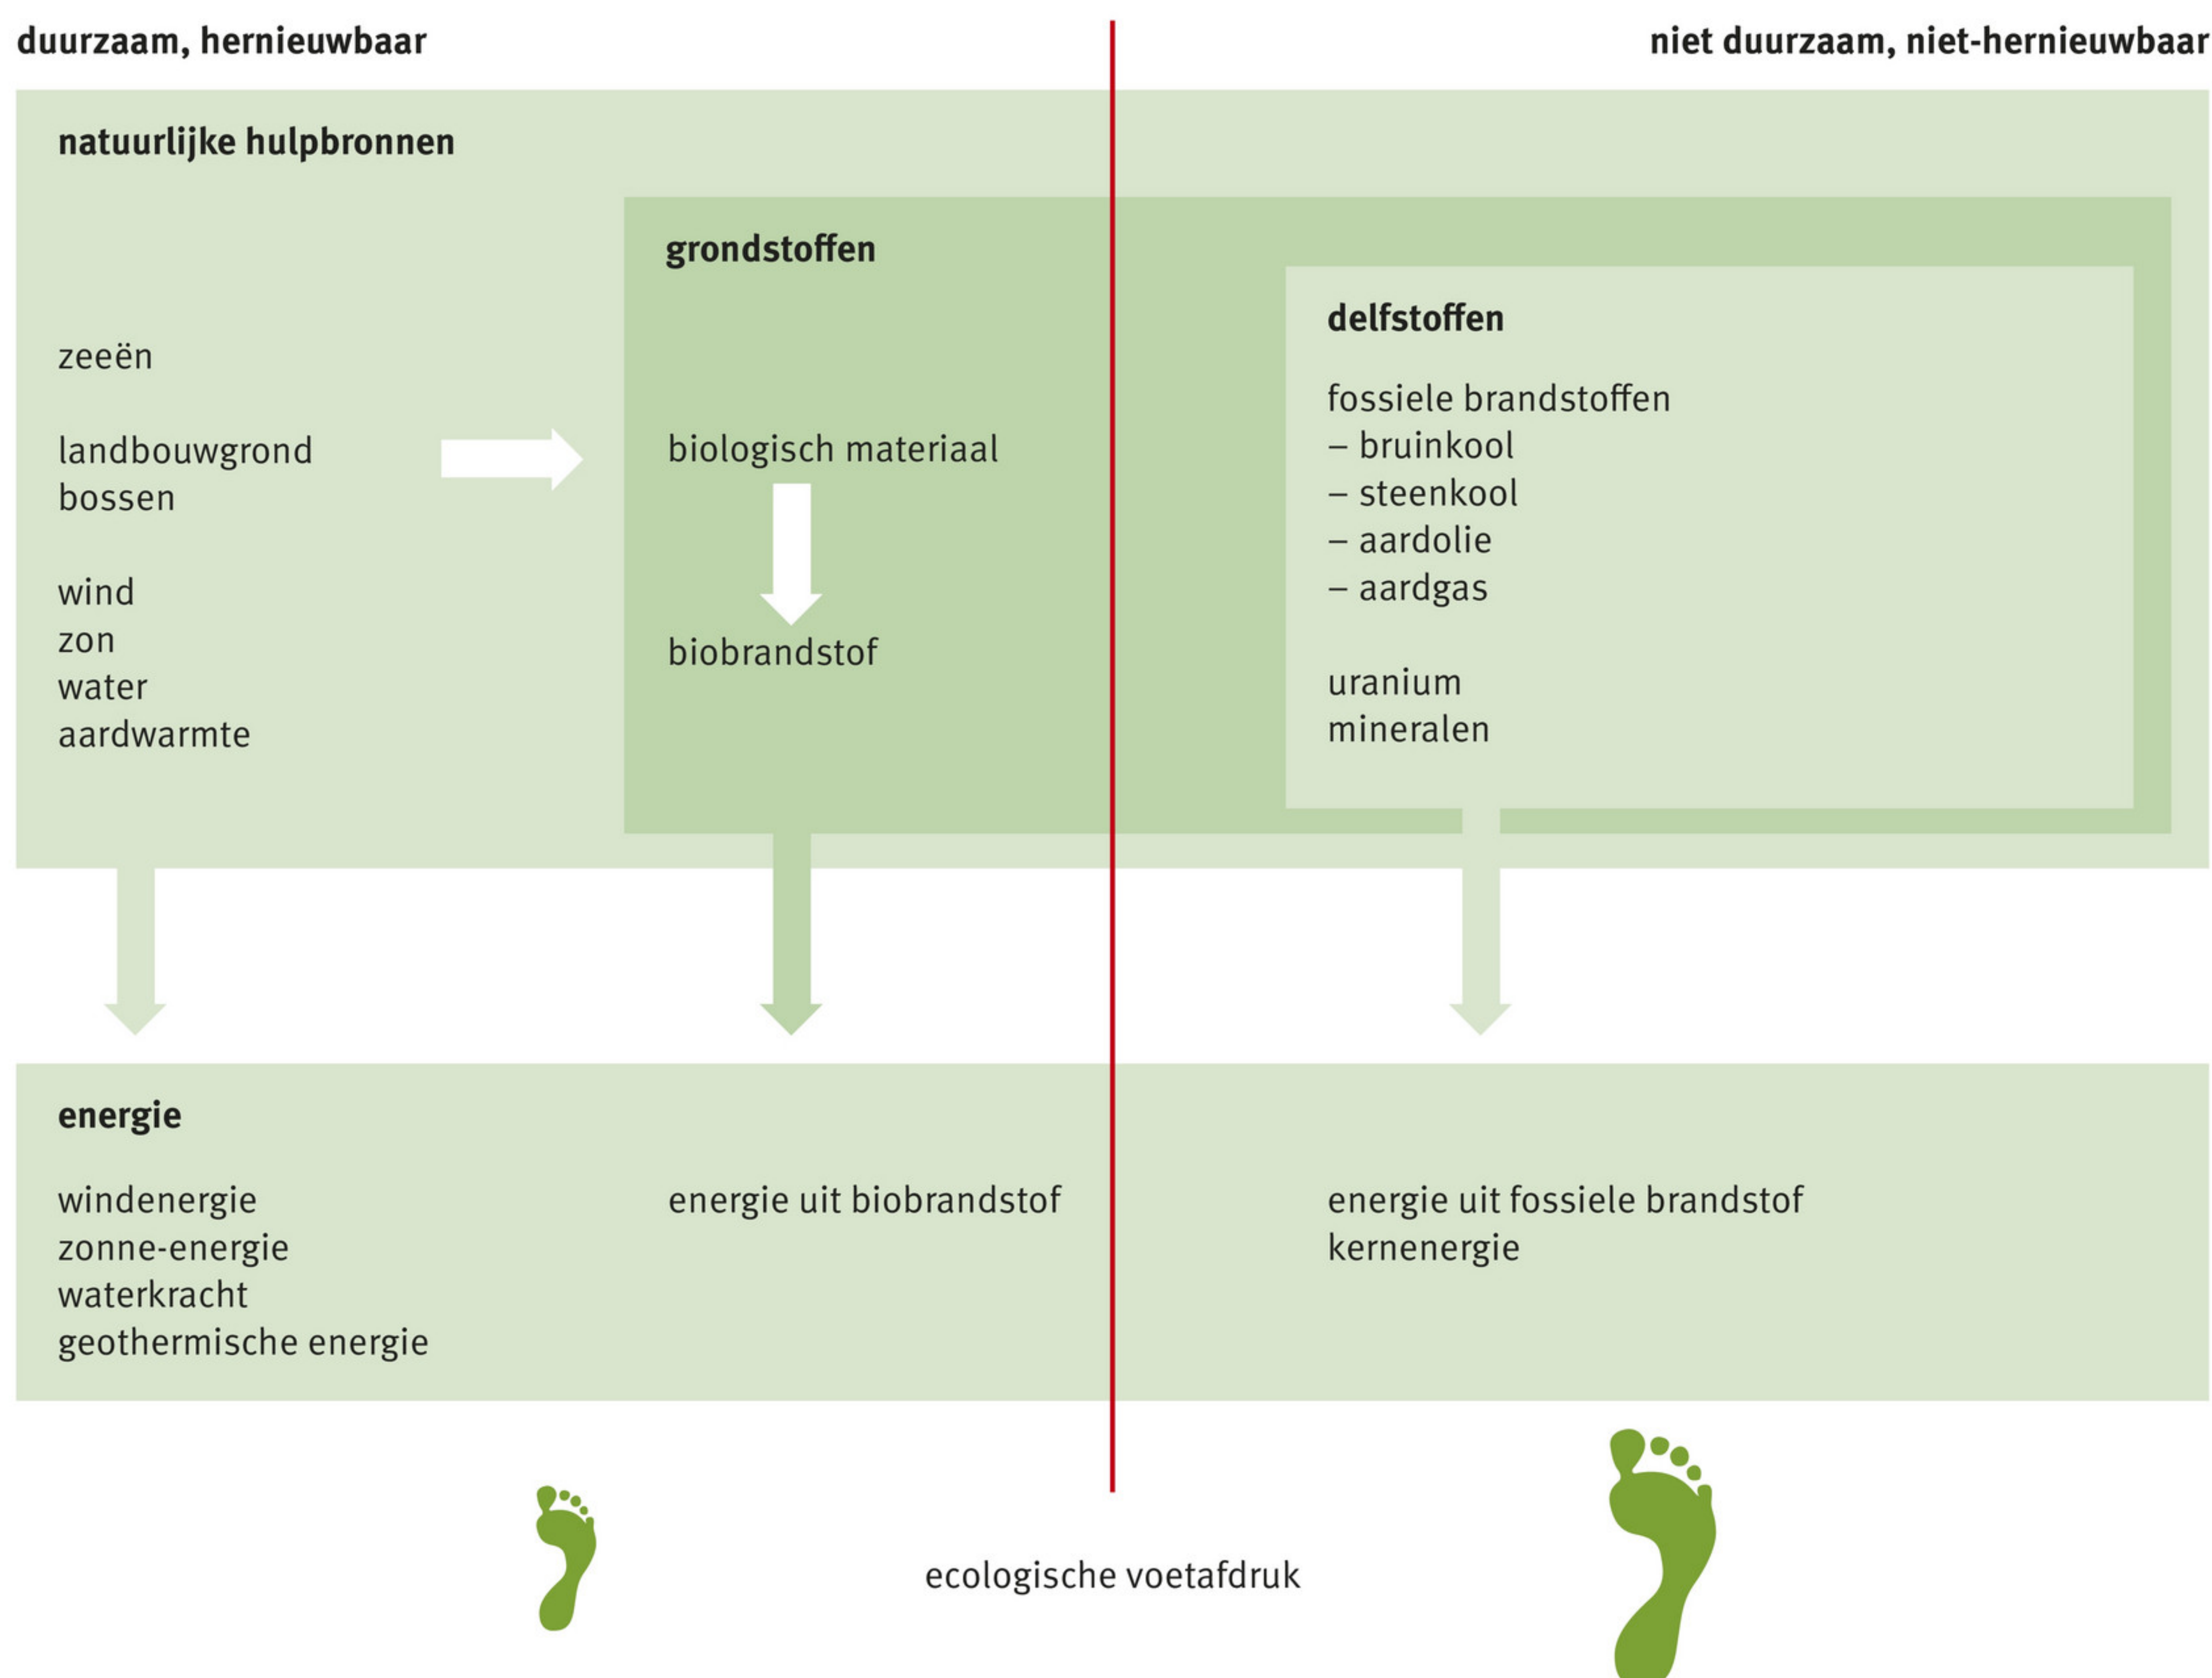 duurzaam, hernieuwbaar
niet duurzaam, niet-hernieuwbaar
natuurlijke hulpbronnen
zeeën
landbouwgrond
bossen
wind
zon
water
aardwarmte
grondstoffen
biologisch materiaal
biobrandstof
delfstoffen
fossiele brandstoffen
– bruinkool
– steenkool
– aardolie
– aardgas
uranium
mineralen
energie
windenergie
zonne-energie
waterkracht
geothermische energie
energie uit biobrandstof
energie uit fossiele brandstof
kernenergie
ecologische voetafdruk